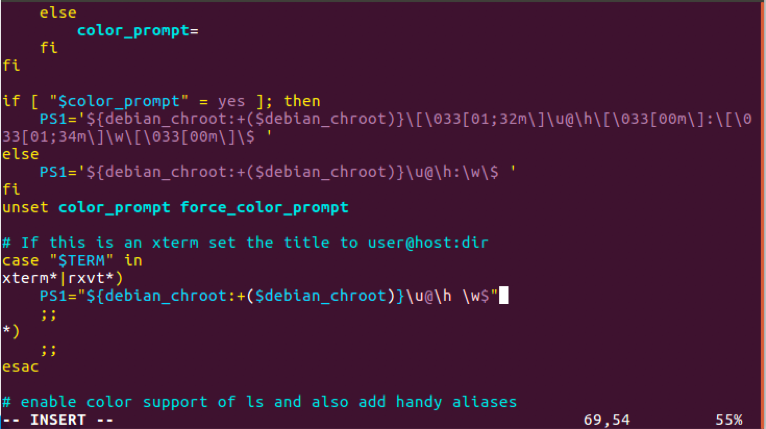 else
        color_prompt=
    fi
fi
if [ "$color_prompt" = yes ]; then
    PS1='${debian_chroot:+($debian_chroot)}\[\033[01;32m\]\u@\h\[\033[00m\]:\[\0
33[01;34m\]\w\[\033[00m\]\$ '
else
    PS1='${debian_chroot:+($debian_chroot)}\u@\h:\w\$ '
fi
unset color_prompt force_color_prompt
# If this is an xterm set the title to user@host:dir
case "$TERM" in
xterm*|rxvt*)
    PS1="${debian_chroot:+($debian_chroot)}\u@\h \w$"
    ;;
*)
    ;;
esac
# enable color support of ls and also add handy aliases
-- INSERT -- 69,54 55%